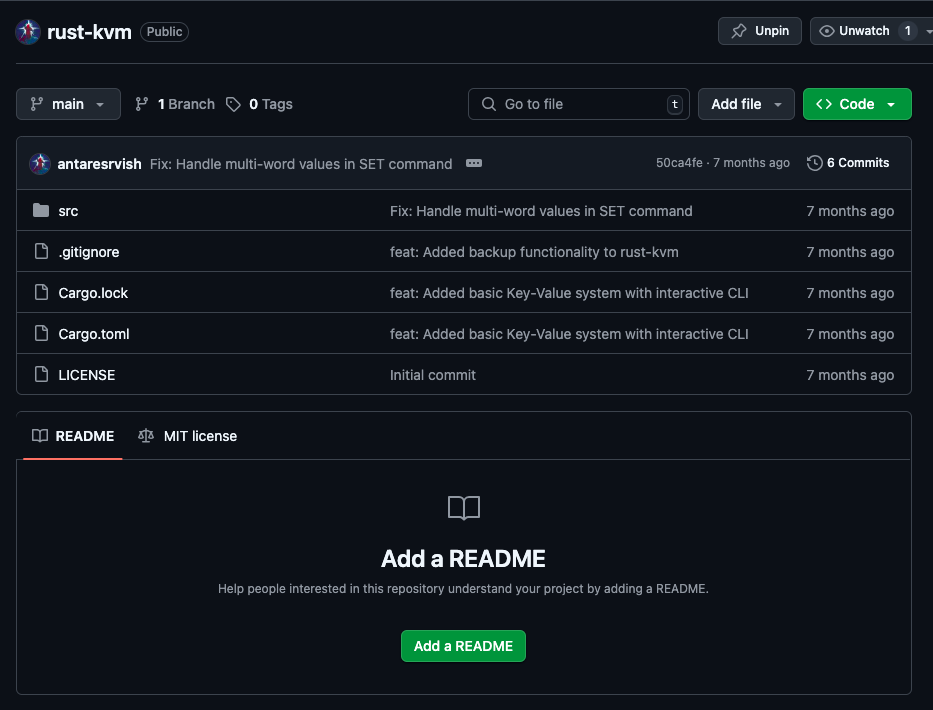 rust-kvm Public Unpin Unwatch 1
main 1 Branch 0 Tags Go to file t Add file Code
antaresrvish Fix: Handle multi-word values in SET command 50ca4fe · 7 months ago 6 Commits
src Fix: Handle multi-word values in SET command 7 months ago
.gitignore feat: Added backup functionality to rust-kvm 7 months ago
Cargo.lock feat: Added basic Key-Value system with interactive CLI 7 months ago
Cargo.toml feat: Added basic Key-Value system with interactive CLI 7 months ago
LICENSE Initial commit 7 months ago
README MIT license
Add a README
Help people interested in this repository understand your project by adding a README.
Add a README